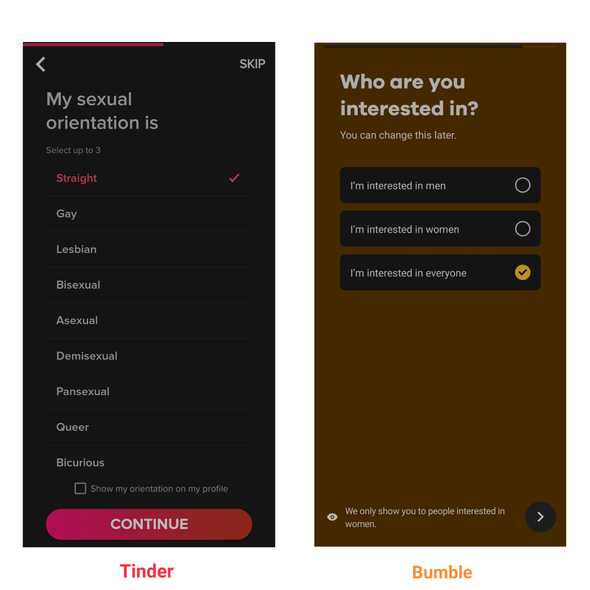 SKIP
My sexual
orientation is
Select up to 3
Straight
Gay
Lesbian
Bisexual
Asexual
Demisexual
Pansexual
Queer
Bicurious
Show my orientation on my profile
CONTINUE
Tinder
Who are you
interested in?
You can change this later.
I'm interested in men
I'm interested in women
I'm interested in everyone
We only show you to people interested in
women.
Bumble